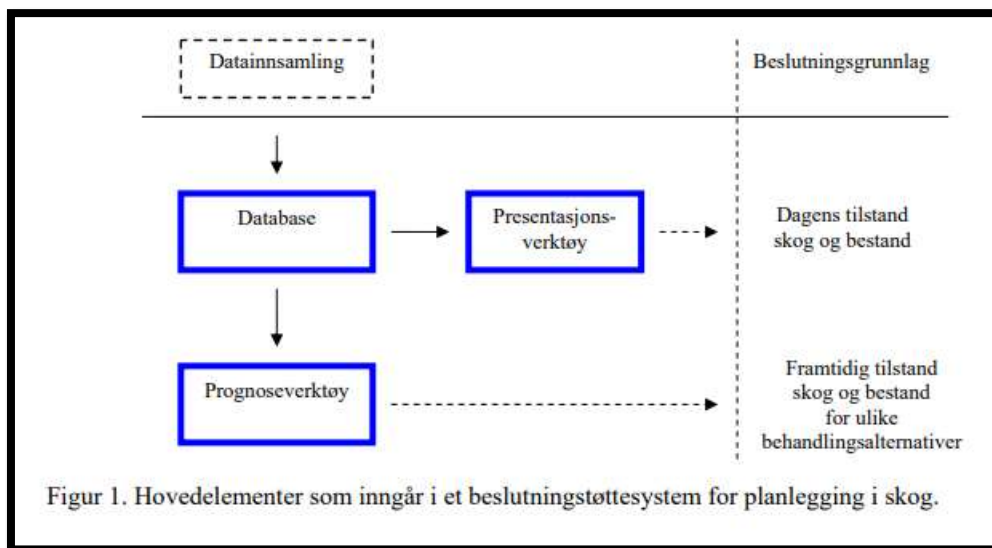 Datainnsamling
Beslutningsgrunnlag
Database
Presentasjons-
verktøy
Dagens tilstand
skog og bestand
Prognoseverktøy
Framtidig tilstand
skog og bestand
for ulike
behandlingsalternativer
Figur 1. Hovedelementer som inngår i et beslutningstøttesystem for planlegging i skog.